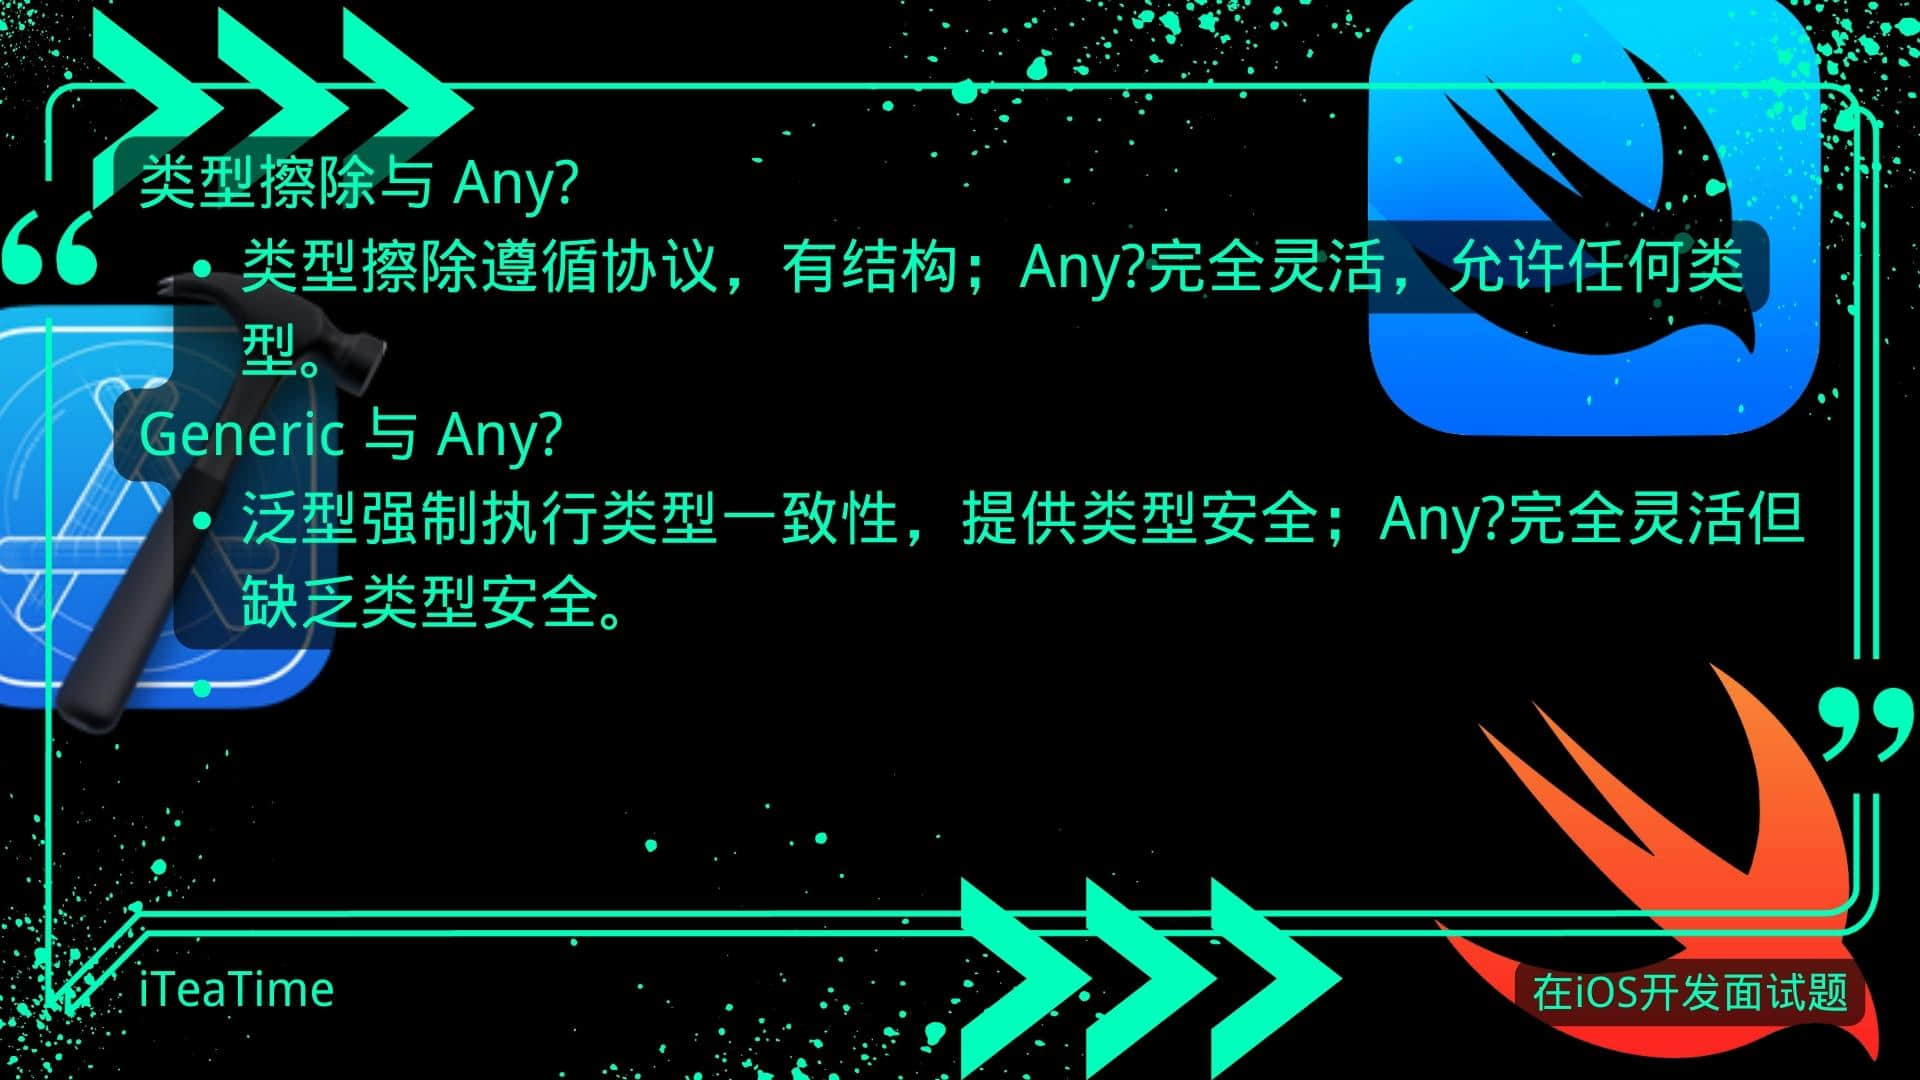 类型擦除与 Any?
• 类型擦除遵循协议，有结构；Any?完全灵活，允许任何类
型。
Generic 与 Any?
• 泛型强制执行类型一致性，提供类型安全；Any?完全灵活但
缺乏类型安全。
•
iTeaTime
在iOS开发面试题